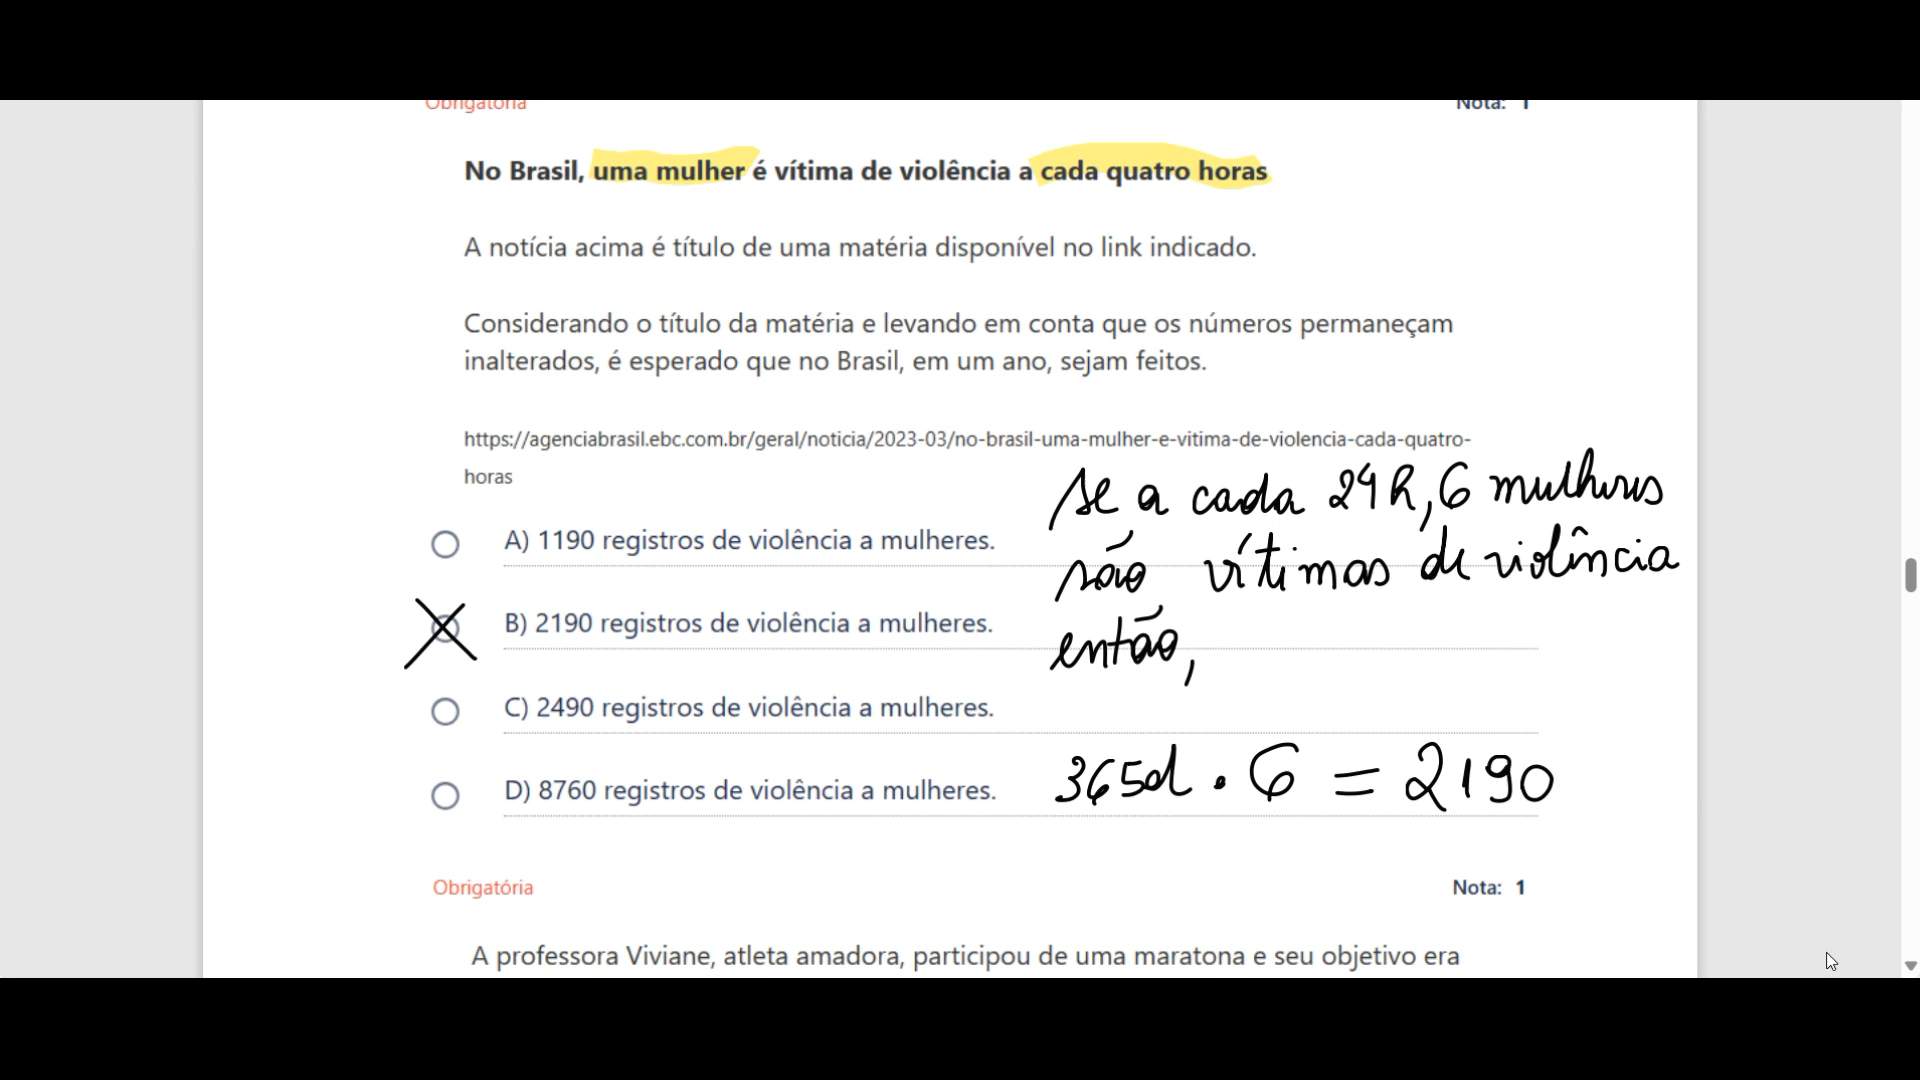 Obrigatória
Nota: 1
No Brasil, uma mulher é vítima de violência a cada quatro horas
A notícia acima é título de uma matéria disponível no link indicado.
Considerando o título da matéria e levando em conta que os números permaneçam
inalterados, é esperado que no Brasil, em um ano, sejam feitos.
https://agenciabrasil.ebc.com.br/geral/noticia/2023-03/no-brasil-uma-mulher-e-vitima-de-violencia-cada-quatro-
horas
se a cada 24h, 6 mulheres
são vítimas de violência
então,
A) 1190 registros de violência a mulheres.
B) 2190 registros de violência a mulheres.
C) 2490 registros de violência a mulheres.
D) 8760 registros de violência a mulheres.
365d . 6 = 2190
Obrigatória
Nota: 1
A professora Viviane, atleta amadora, participou de uma maratona e seu objetivo era